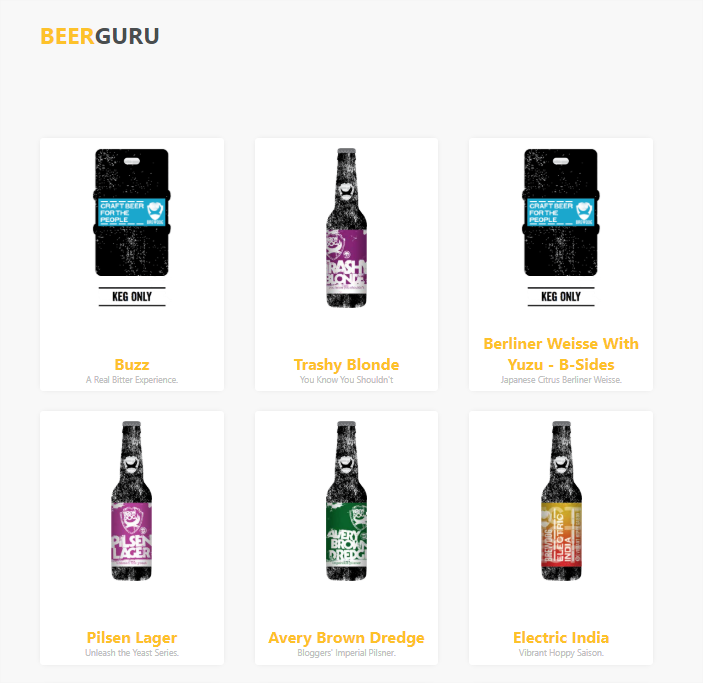 BEERGURU
CRAFT BEER
FOR THE
PEOPLE
BREWDOG
KEG ONLY
Buzz
A Real Bitter Experience.
TRASHY
BLONDE
Trashy Blonde
You Know You Shouldn't
CRAFT BEER
FOR THE
PEOPLE
BREWDOG
KEG ONLY
Berliner Weisse With
Yuzu - B-Sides
Japanese Citrus Berliner Weisse.
PILSEN
LAGER
Pilsen Lager
Unleash the Yeast Series.
AVERY
BROWN
DREDGE
Avery Brown Dredge
Bloggers' Imperial Pilsner.
BREWDOG
ELECTRIC
INDIA
Electric India
Vibrant Hoppy Saison.